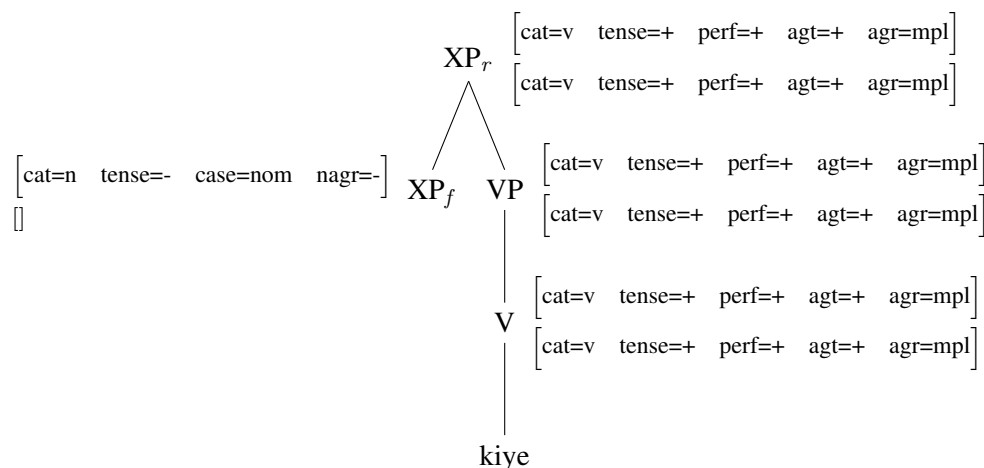 [cat=v tense=+ perf=+ agt=+ agr=mpl]
XP_r
[cat=v tense=+ perf=+ agt=+ agr=mpl]
[cat=n tense=- case=nom nagr=-]
[]
XP_f VP
[cat=v tense=+ perf=+ agt=+ agr=mpl]
[cat=v tense=+ perf=+ agt=+ agr=mpl]
V
[cat=v tense=+ perf=+ agt=+ agr=mpl]
[cat=v tense=+ perf=+ agt=+ agr=mpl]
kiye